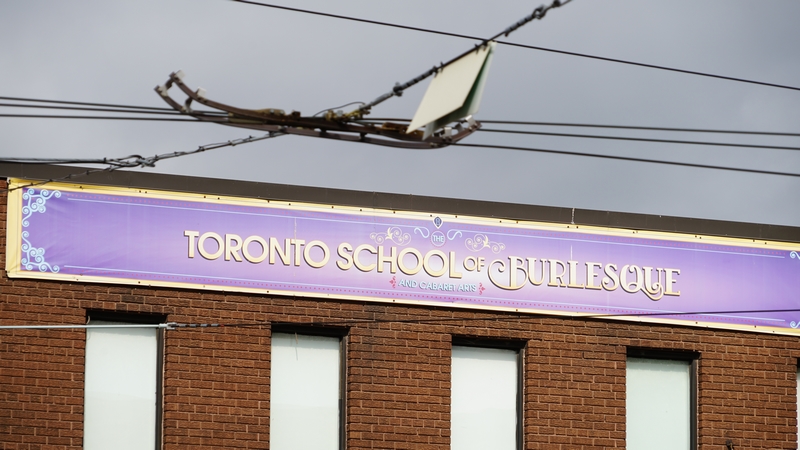 THE
TORONTO SCHOOL OF BURLESQUE
AND CABARET ARTS